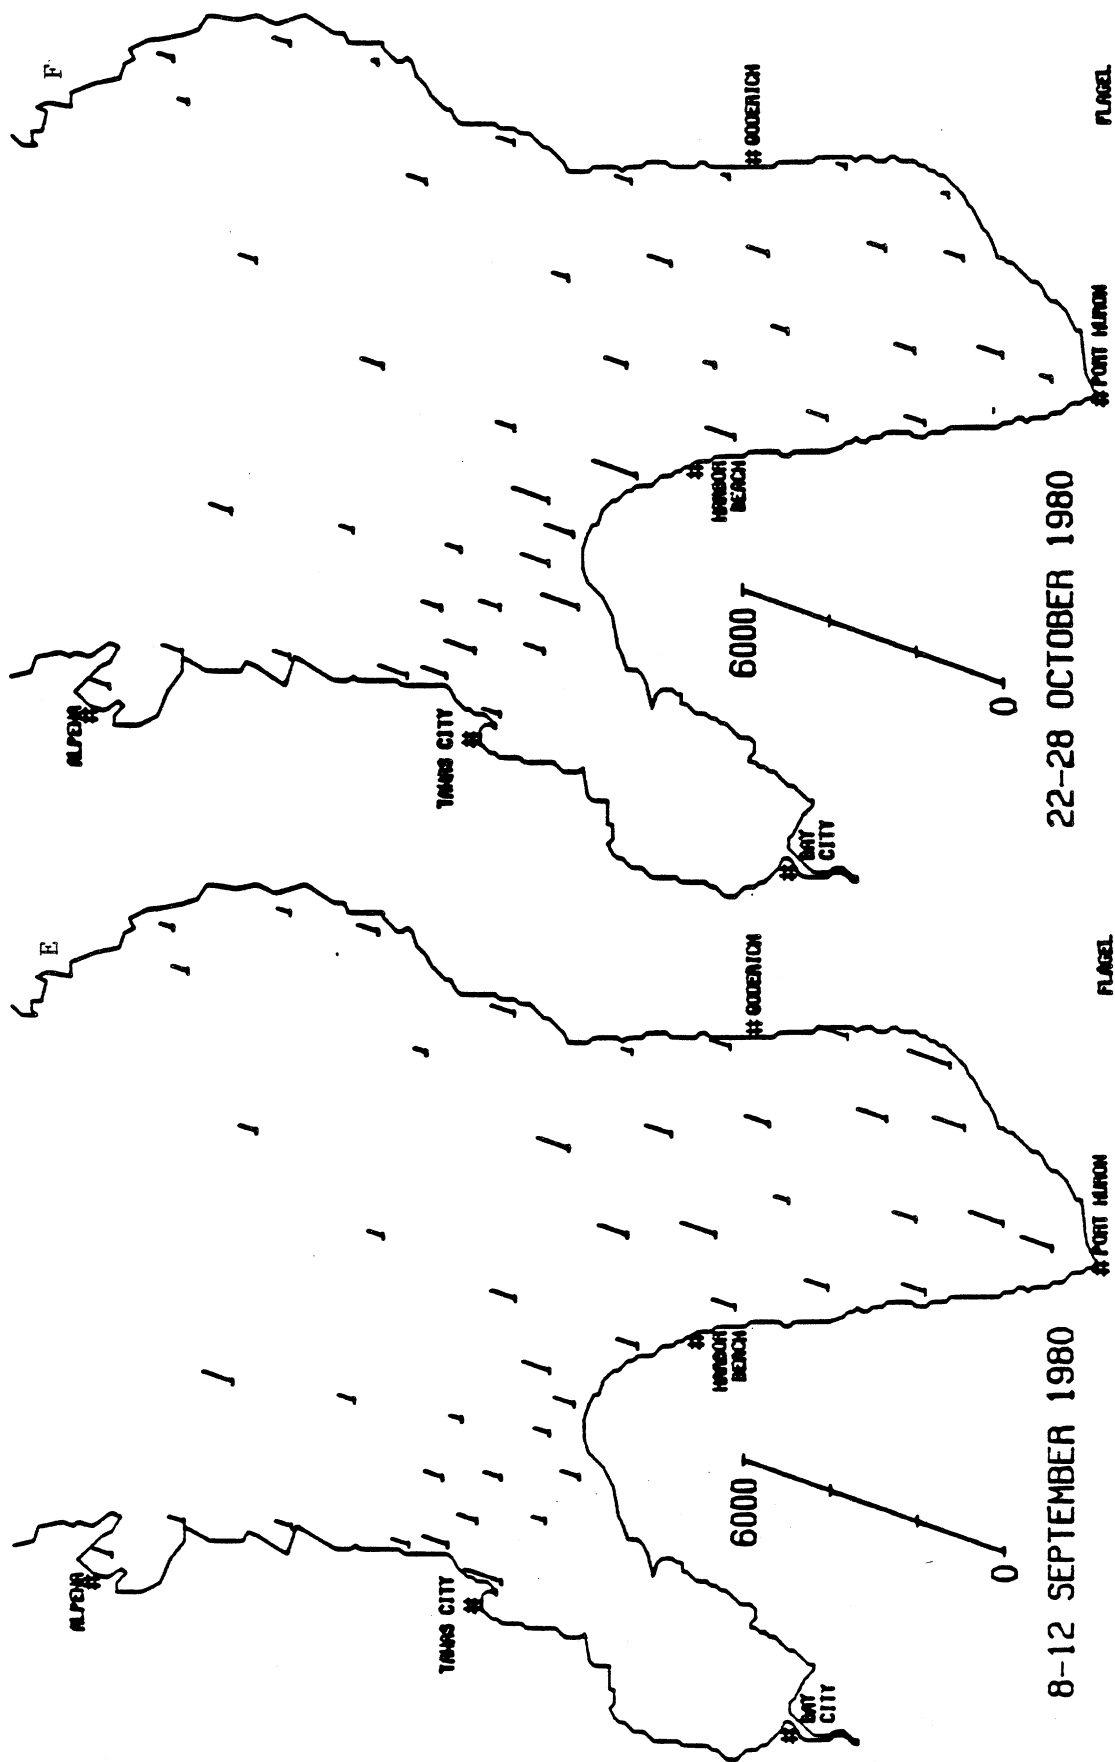 E
ALPENA
#
TAWAS CITY
#
#
BAY
CITY
#
HARBOR
BEACH
# GODERICH
# PORT HURON
6000
0
8-12 SEPTEMBER 1980
FLAGEL
F
ALPENA
#
TAWAS CITY
#
#
BAY
CITY
#
HARBOR
BEACH
# GODERICH
# PORT HURON
6000
0
22-28 OCTOBER 1980
FLAGEL